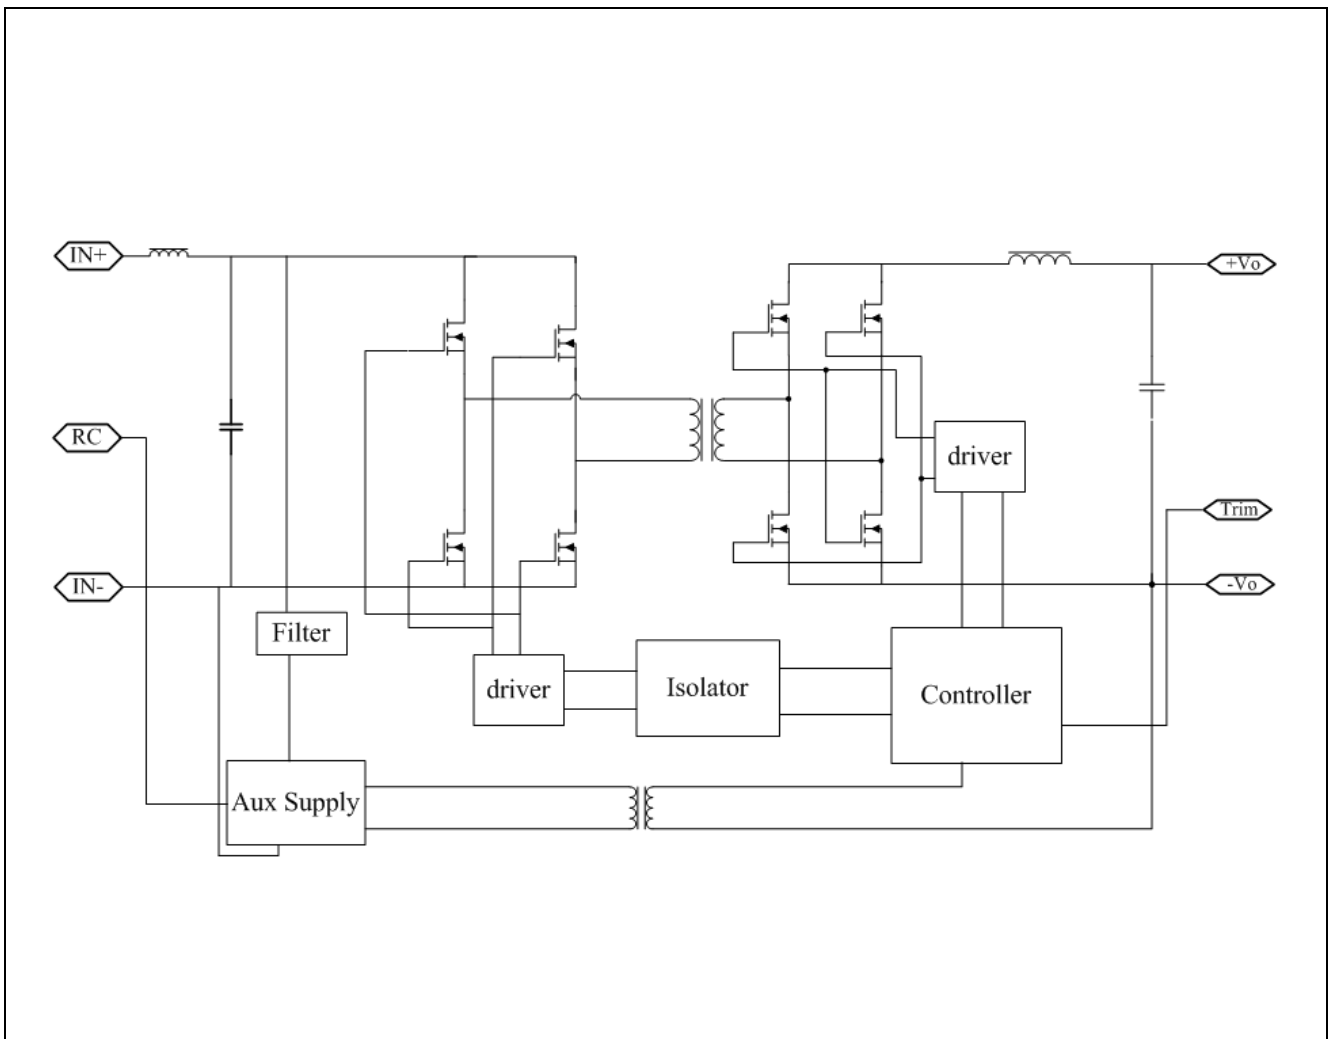 IN+
+Vo
RC
driver
Trim
IN-
-Vo
Filter
driver
Isolator
Controller
Aux Supply